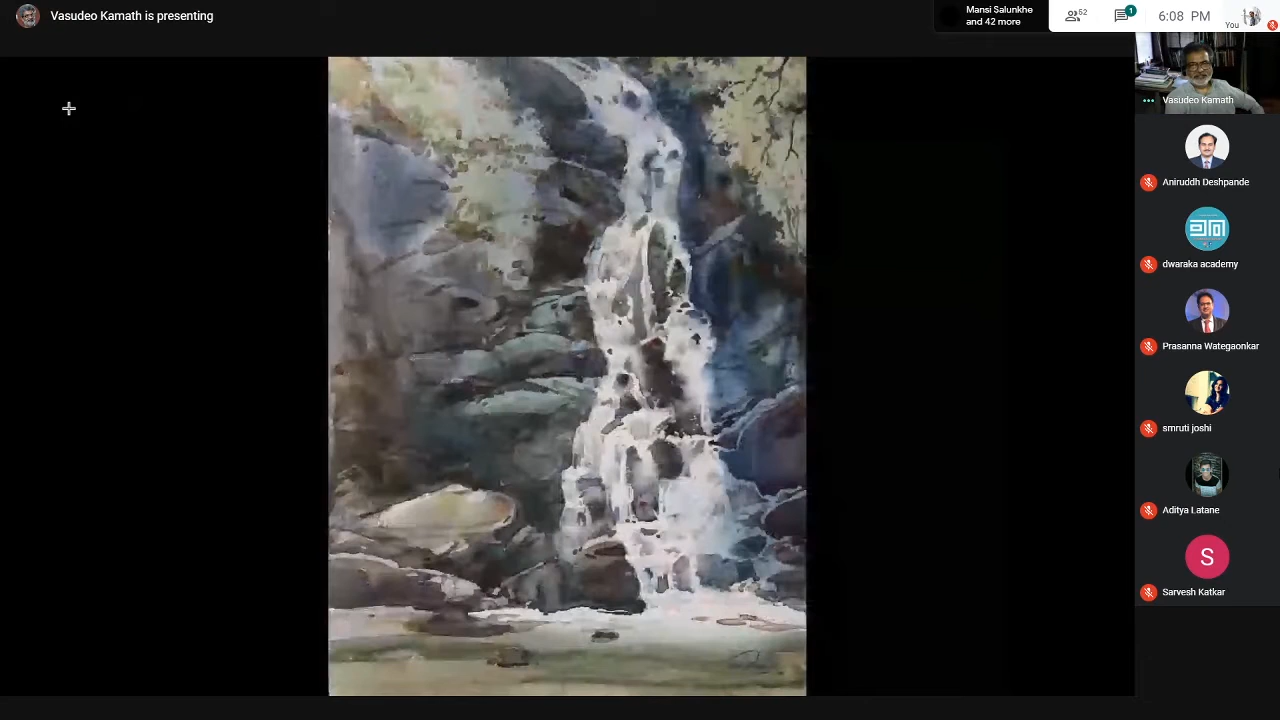 Vasudeo Kamath is presenting
Mansi Salunkhe
and 42 more
52
1
6:08 PM
You
Vasudeo Kamath
Aniruddh Deshpande
dwaraka academy
Prasanna Wategaonkar
smruti joshi
Aditya Latane
S
Sarvesh Katkar